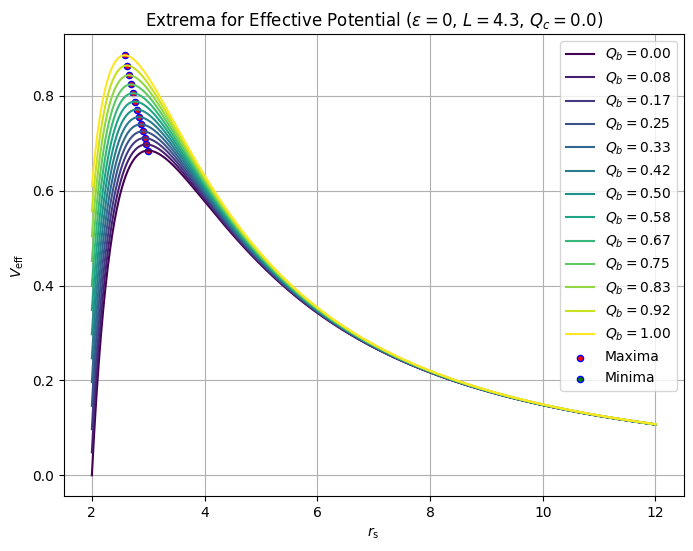 Extrema for Effective Potential (ε = 0, L = 4.3, Q_c = 0.0)
V_eff
0.8
0.6
0.4
0.2
0.0
2
4
6
8
10
12
r_s
Q_b = 0.00
Q_b = 0.08
Q_b = 0.17
Q_b = 0.25
Q_b = 0.33
Q_b = 0.42
Q_b = 0.50
Q_b = 0.58
Q_b = 0.67
Q_b = 0.75
Q_b = 0.83
Q_b = 0.92
Q_b = 1.00
Maxima
Minima